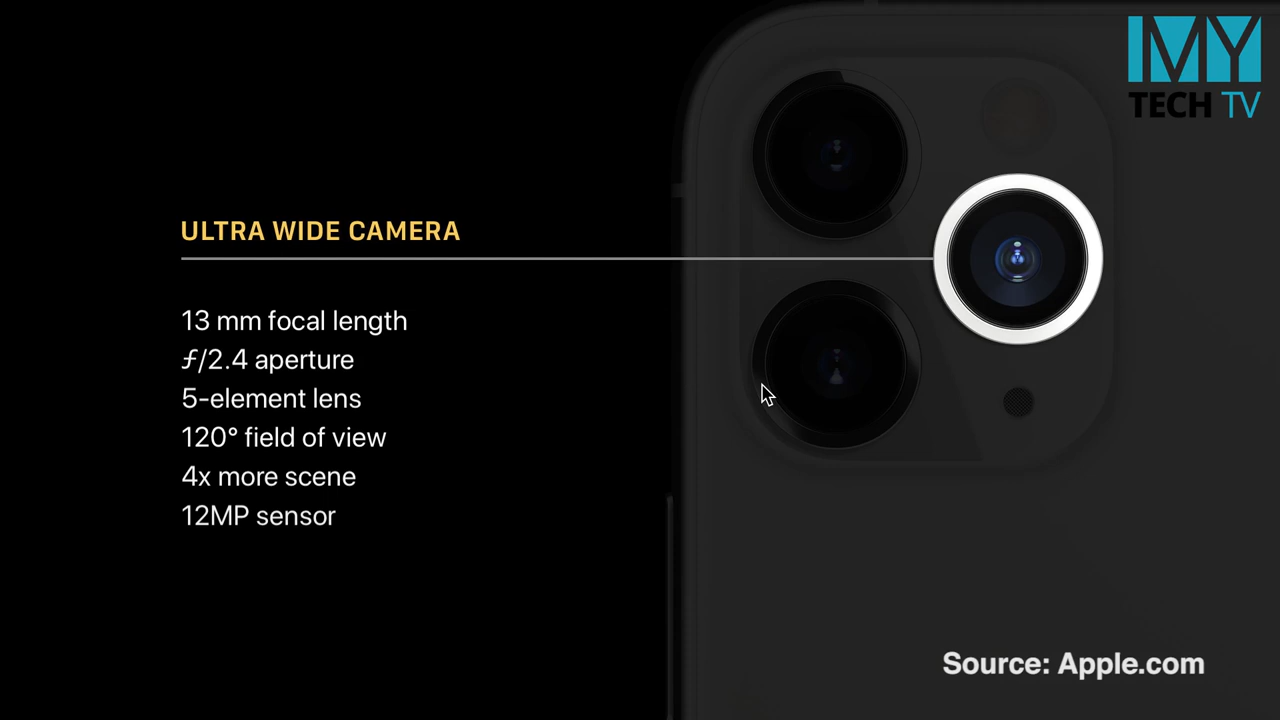 IMY
TECH TV
ULTRA WIDE CAMERA
13 mm focal length
ƒ/2.4 aperture
5-element lens
120° field of view
4x more scene
12MP sensor
Source: Apple.com